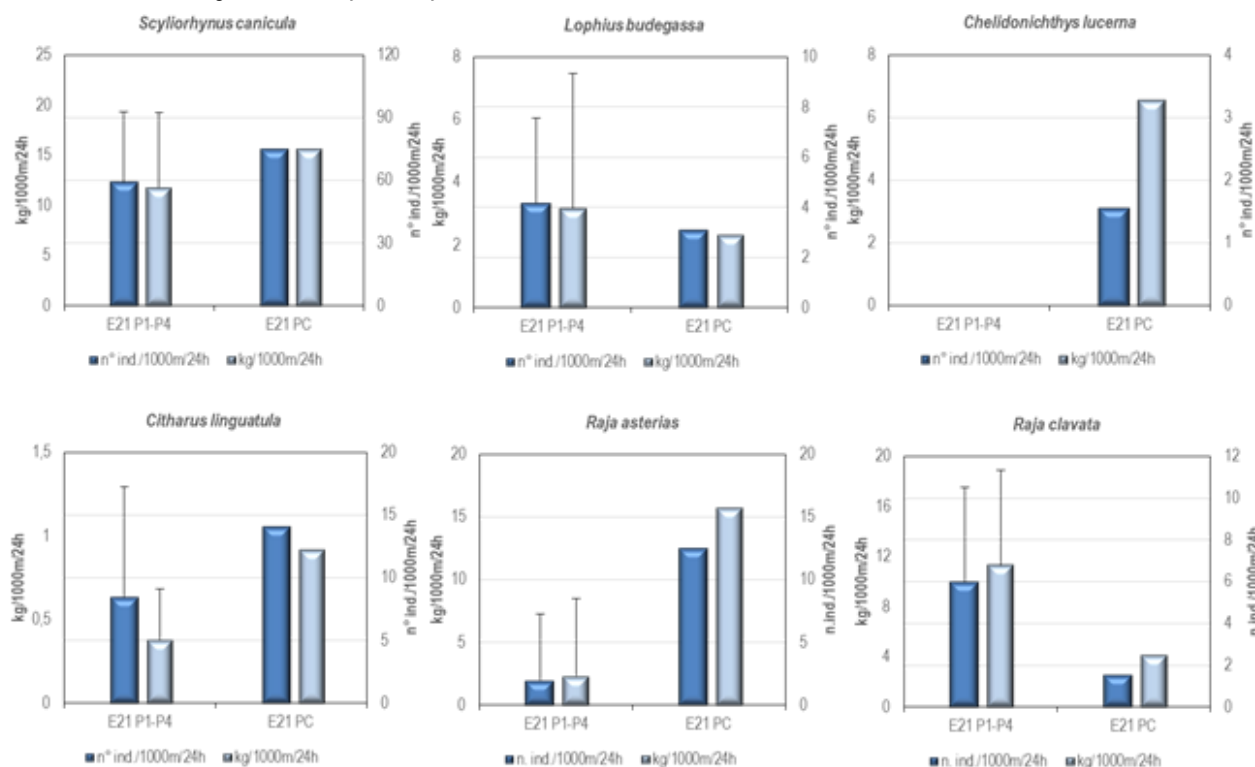 Scyliorhynus canicula
25
20
15
10
5
0
kg/1000m/24h
120
90
60
30
0
n° ind./1000m/24h
E21 P1-P4
E21 PC
n° ind./1000m/24h
kg/1000m/24h
Lophius budegassa
8
6
4
2
0
kg/1000m/24h
10
8
6
4
2
0
n° ind./1000m/24h
E21 P1-P4
E21 PC
n° ind./1000m/24h
kg/1000m/24h
Chelidonichthys lucerna
8
6
4
2
0
kg/1000m/24h
4
3
2
1
0
n° ind./1000m/24h
E21 P1-P4
E21 PC
n° ind./1000m/24h
kg/1000m/24h
Citharus linguatula
1,5
1
0,5
0
kg/1000m/24h
20
15
10
5
0
n° ind./1000m/24h
E21 P1-P4
E21 PC
n° ind./1000m/24h
kg/1000m/24h
Raja asterias
20
15
10
5
0
kg/1000m/24h
20
15
10
5
0
n.ind./1000m/24h
E21 P1-P4
E21 PC
n. ind./1000m/24h
kg/1000m/24h
Raja clavata
20
16
12
8
4
0
kg/1000m/24h
12
10
8
6
4
2
0
n.ind./1000m/24h
E21 P1-P4
E21 PC
n. ind./1000m/24h
kg/1000m/24h